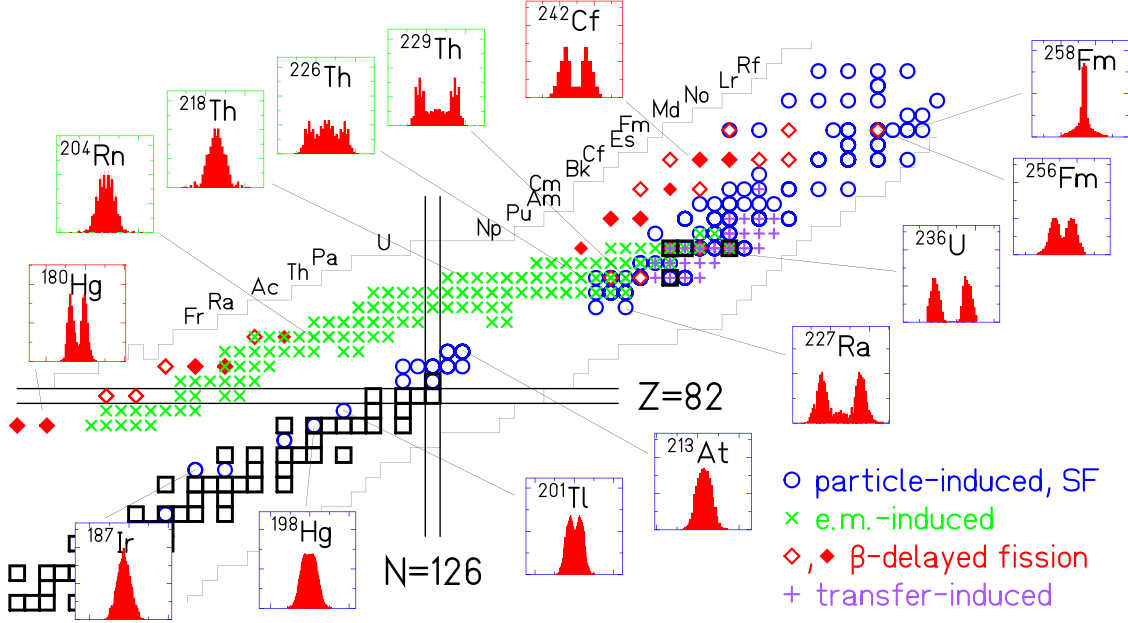 ²⁴²Cf
²²⁹Th
²²⁶Th
²¹⁸Th
²⁰⁴Rn
¹⁸⁰Hg
²⁵⁸Fm
²⁵⁶Fm
²³⁶U
²²⁷Ra
²¹³At
²⁰¹Tl
¹⁹⁸Hg
¹⁸⁷Ir
Rf
Lr
No
Md
Fm
Es
Cf
Bk
Cm
Am
Pu
Np
U
Pa
Th
Ac
Ra
Fr
Z=82
N=126
particle-induced, SF
e.m.-induced
, β-delayed fission
transfer-induced